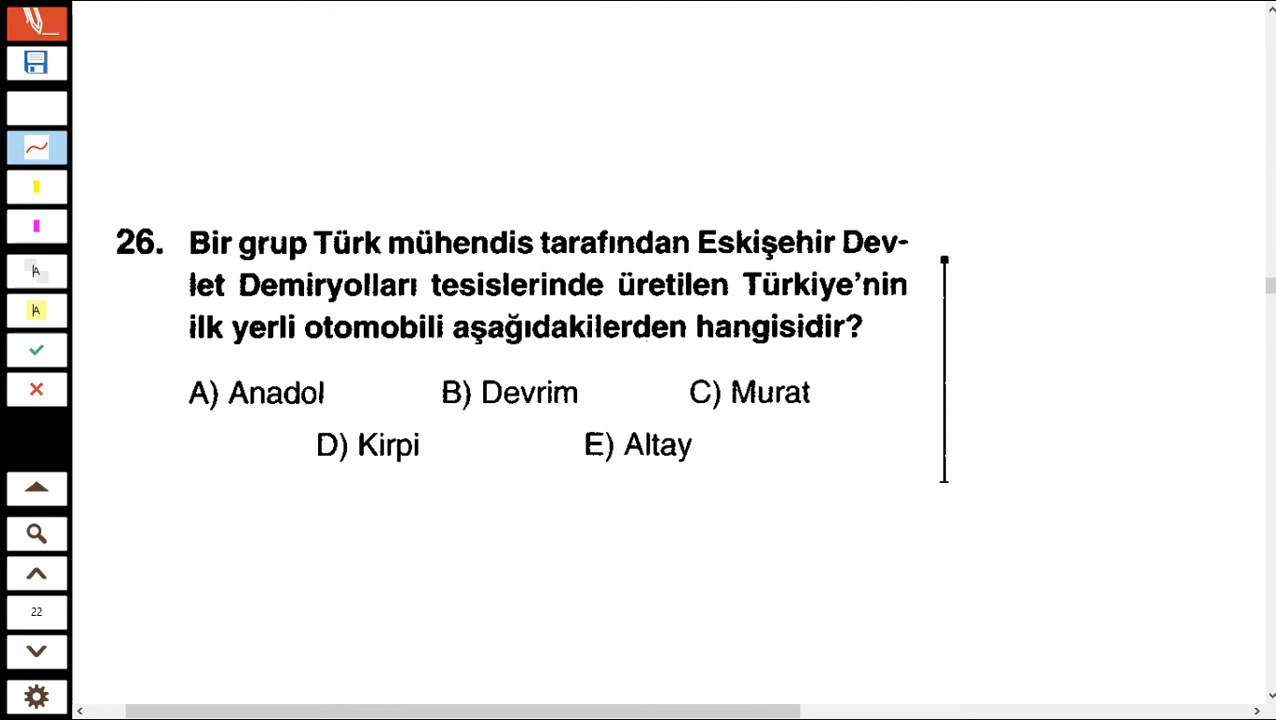 26. Bir grup Türk mühendis tarafından Eskişehir Dev-
let Demiryolları tesislerinde üretilen Türkiye'nin
ilk yerli otomobili aşağıdakilerden hangisidir?
A) Anadol B) Devrim C) Murat
D) Kirpi E) Altay
A
A
22